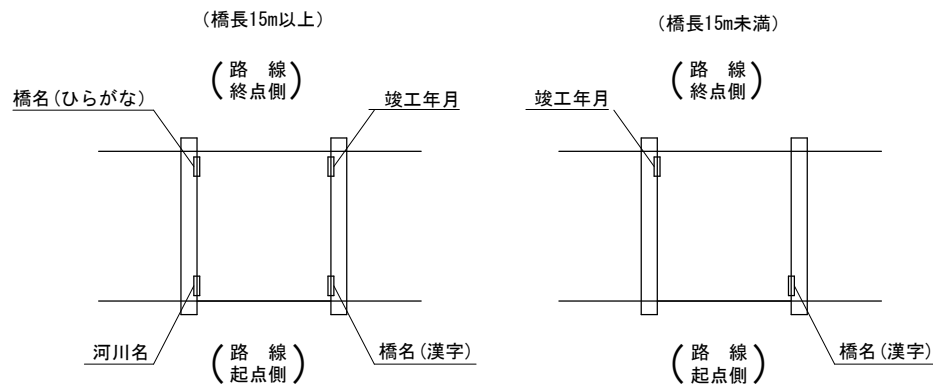 (橋長15m以上)
(路 線
終点側)
橋名(ひらがな)
竣工年月
河川名
橋名(漢字)
(路 線
起点側)
(橋長15m未満)
(路 線
終点側)
竣工年月
橋名(漢字)
(路 線
起点側)